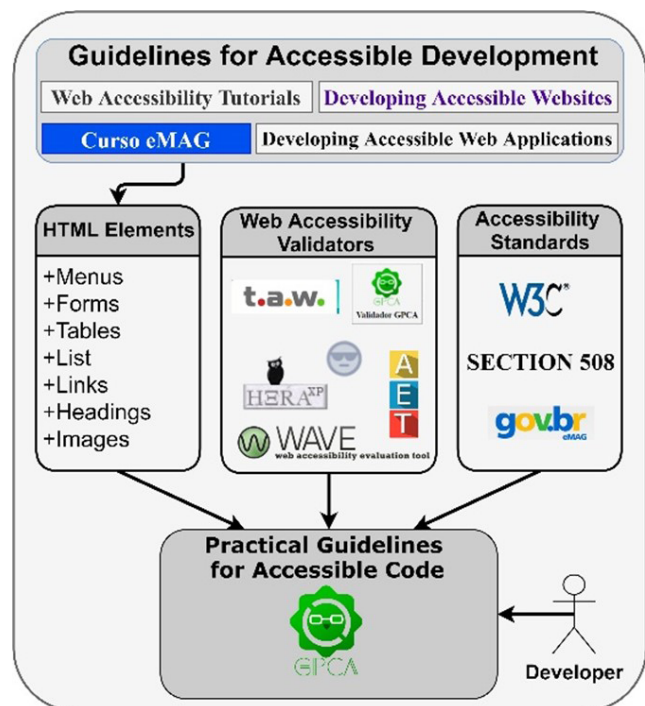 Guidelines for Accessible Development
Web Accessibility Tutorials
Developing Accessible Websites
Curso eMAG
Developing Accessible Web Applications
HTML Elements
+Menus
+Forms
+Tables
+List
+Links
+Headings
+Images
Web Accessibility
Validators
t.a.w.
GPCA
Validador GPCA
HERA XP
A
E
T
W WAVE
web accessibility evaluation tool
Accessibility
Standards
W3C®
SECTION 508
gov.br
eMAG
Practical Guidelines
for Accessible Code
GPCA
Developer